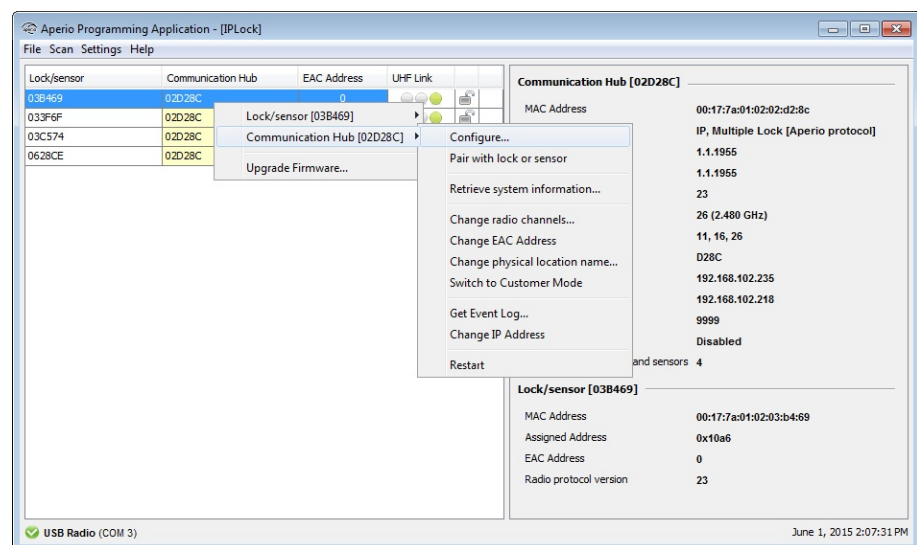 Aperio Programming Application - [IPLock]
File Scan Settings Help
Lock/sensor Communication Hub EAC Address UHF Link
03B469 02D28C 0
033F6F 02D28C
03C574 02D28C
0628CE 02D28C
Lock/sensor [03B469]
Communication Hub [02D28C]
Upgrade Firmware...
Configure...
Pair with lock or sensor
Retrieve system information...
Change radio channels...
Change EAC Address
Change physical location name...
Switch to Customer Mode
Get Event Log...
Change IP Address
Restart
Communication Hub [02D28C]
MAC Address 00:17:7a:01:02:02:d2:8c
IP, Multiple Lock [Aperio protocol]
1.1.1955
1.1.1955
23
26 (2.480 GHz)
11, 16, 26
D28C
192.168.102.235
192.168.102.218
9999
Disabled
and sensors 4
Lock/sensor [03B469]
MAC Address 00:17:7a:01:02:03:b4:69
Assigned Address 0x10a6
EAC Address 0
Radio protocol version 23
USB Radio (COM 3)
June 1, 2015 2:07:31 PM